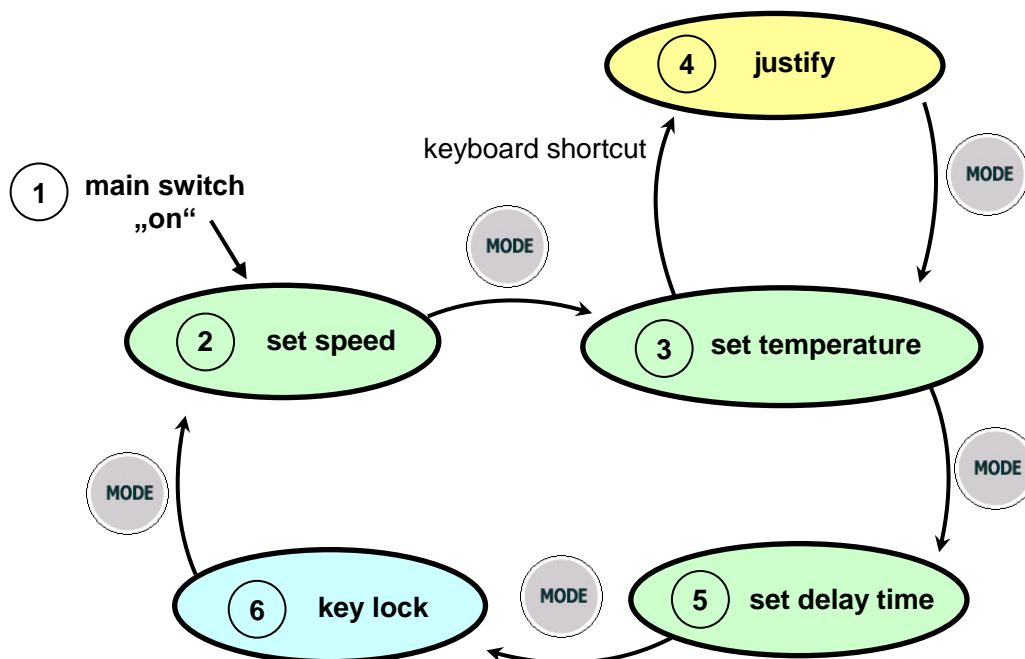 4 justify
keyboard shortcut
MODE
1 main switch
„on“
MODE
2 set speed
3 set temperature
MODE
MODE
6 key lock
MODE
5 set delay time